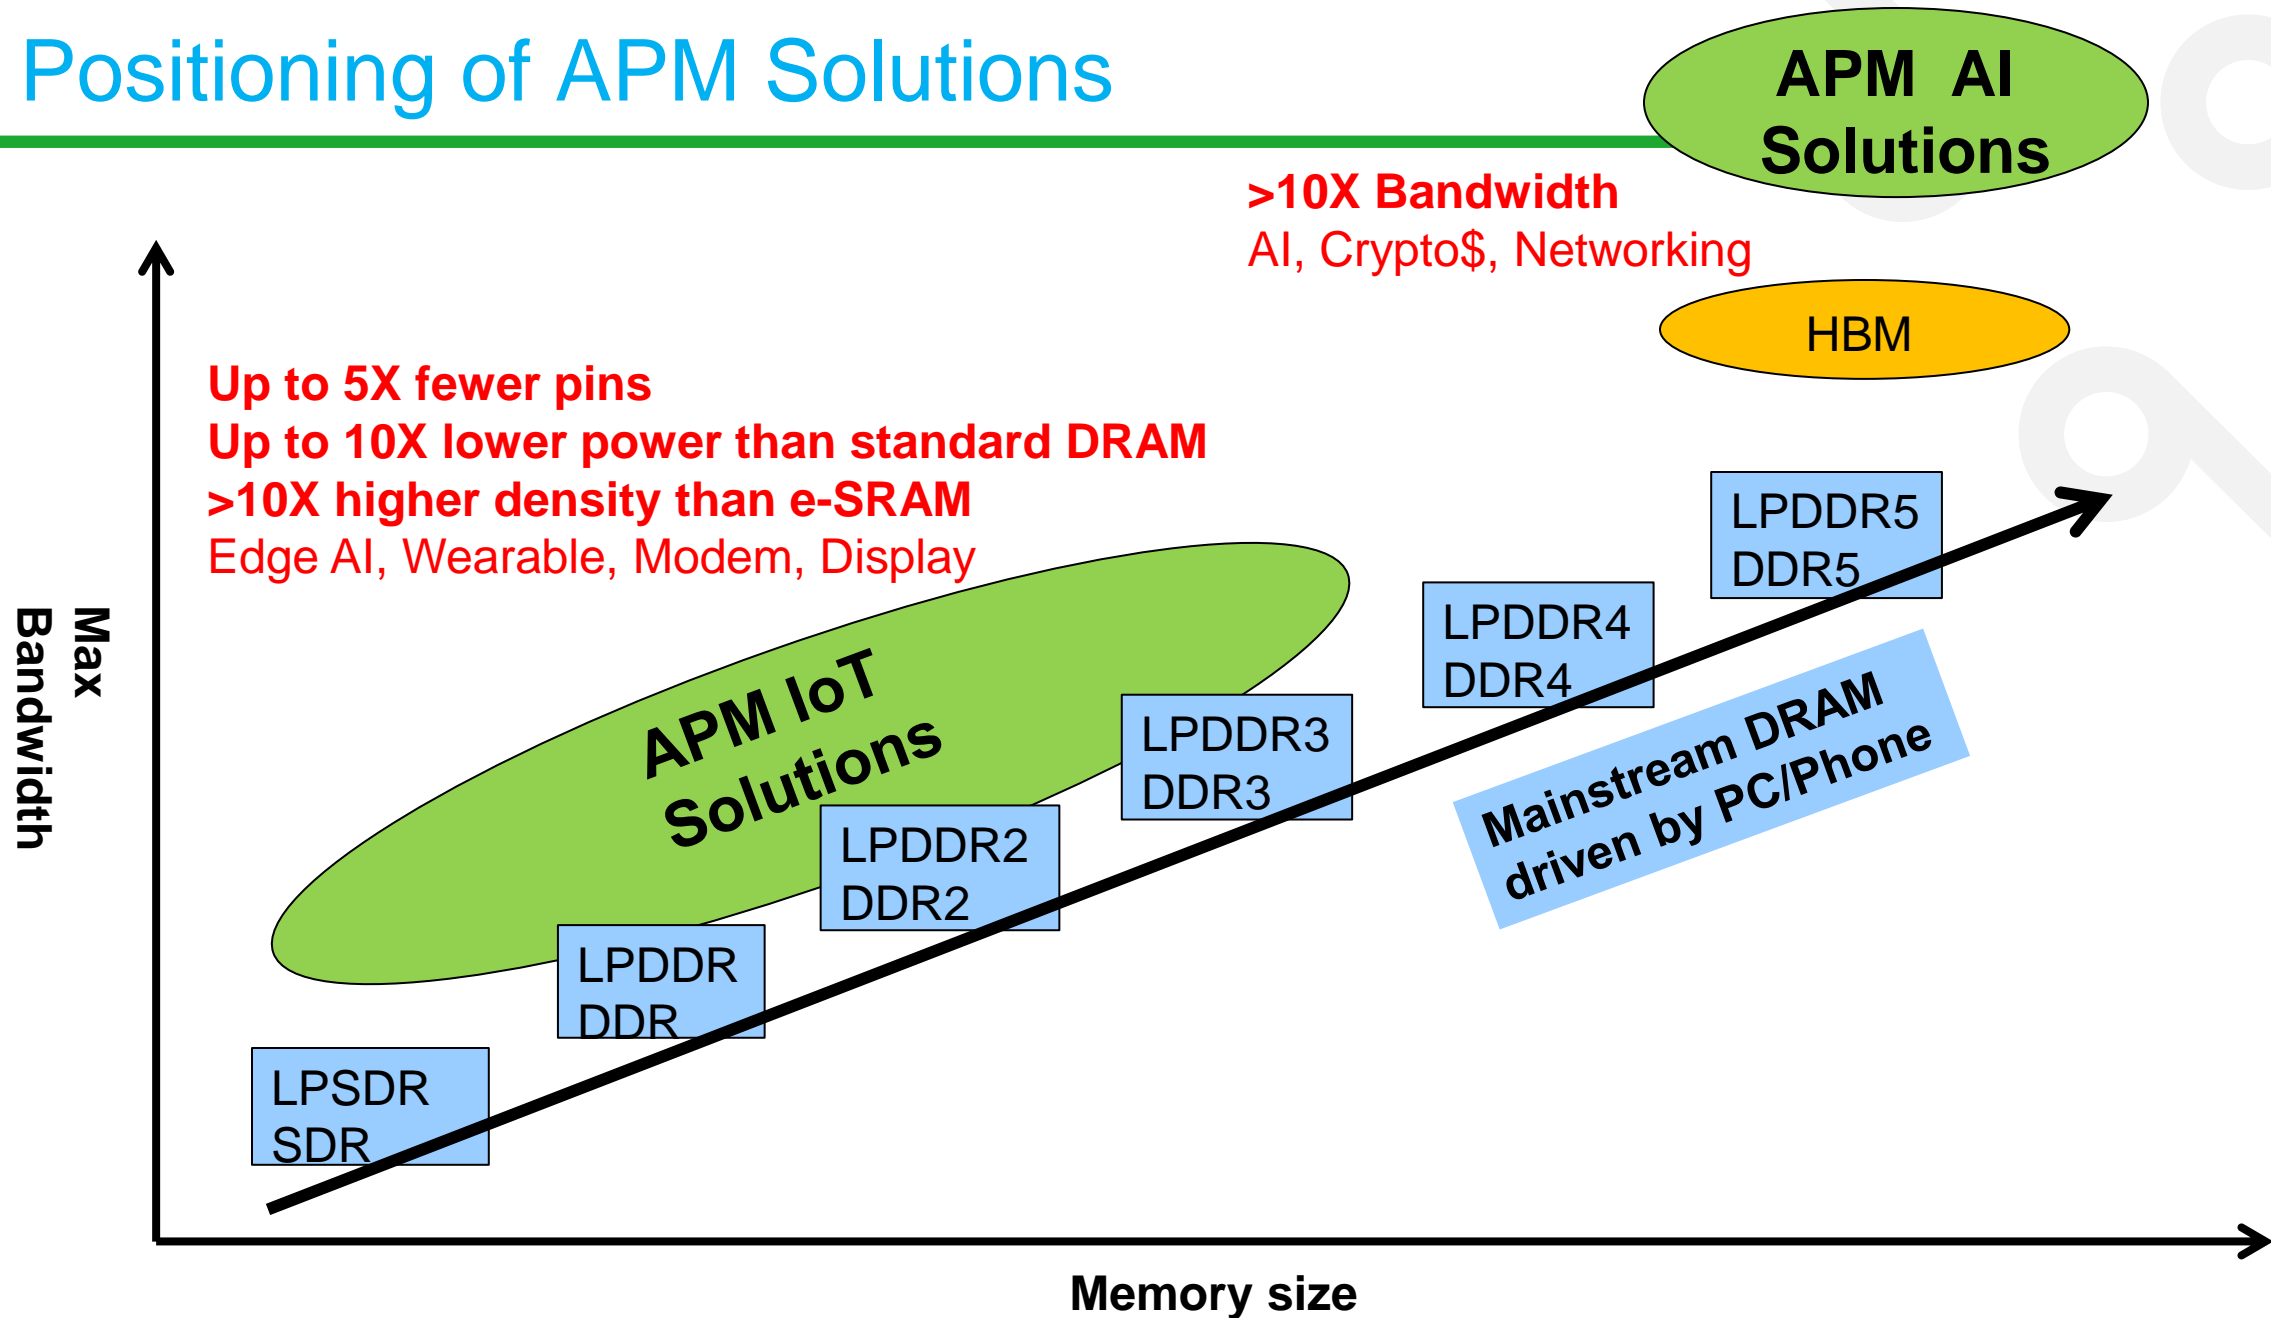 Positioning of APM Solutions
APM AI
Solutions
>10X Bandwidth
AI, Crypto$, Networking
HBM
Up to 5X fewer pins
Up to 10X lower power than standard DRAM
>10X higher density than e-SRAM
Edge AI, Wearable, Modem, Display
LPDDR5
DDR5
LPDDR4
DDR4
Max
Bandwidth
APM IoT
Solutions
LPDDR3
DDR3
Mainstream DRAM
driven by PC/Phone
LPDDR2
DDR2
LPDDR
DDR
LPSDR
SDR
Memory size